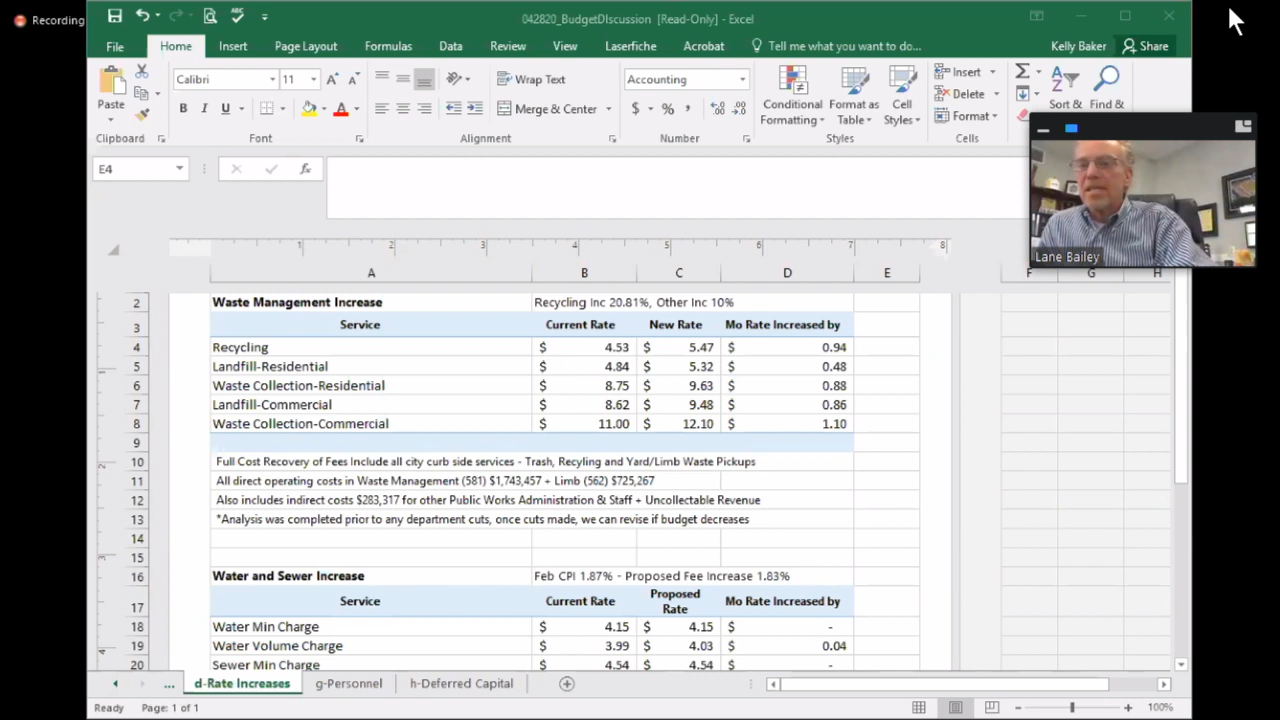 Recording
042820_BudgetDIscussion [Read-Only] - Excel
File Home Insert Page Layout Formulas Data Review View Laserfiche Acrobat Tell me what you want to do... Kelly Baker Share
Calibri 11 Wrap Text Accounting Insert
Paste B I U Merge & Center $ % Conditional Formatting Format as Table Cell Styles Delete Sort & Find &
Format
Clipboard Font Alignment Number Styles Cells
E4 fx
Lane Bailey
1 2 3 4 5 6 7 8
A B C D E F G H
2 Waste Management Increase Recycling Inc 20.81%, Other Inc 10%
3 Service Current Rate New Rate Mo Rate Increased by
4 Recycling $ 4.53 $ 5.47 $ 0.94
5 Landfill-Residential $ 4.84 $ 5.32 $ 0.48
6 Waste Collection-Residential $ 8.75 $ 9.63 $ 0.88
7 Landfill-Commercial $ 8.62 $ 9.48 $ 0.86
8 Waste Collection-Commercial $ 11.00 $ 12.10 $ 1.10
9
10 Full Cost Recovery of Fees Include all city curb side services - Trash, Recyling and Yard/Limb Waste Pickups
11 All direct operating costs in Waste Management (581) $1,743,457 + Limb (562) $725,267
12 Also includes indirect costs $283,317 for other Public Works Administration & Staff + Uncollectable Revenue
13 *Analysis was completed prior to any department cuts, once cuts made, we can revise if budget decreases
14
15
16 Water and Sewer Increase Feb CPI 1.87% - Proposed Fee Increase 1.83%
17 Service Current Rate Proposed Rate Mo Rate Increased by
18 Water Min Charge $ 4.15 $ 4.15 $ -
19 Water Volume Charge $ 3.99 $ 4.03 $ 0.04
20 Sewer Min Charge $ 4.54 $ 4.54 $ -
... d-Rate Increases g-Personnel h-Deferred Capital
Ready Page: 1 of 1 100%